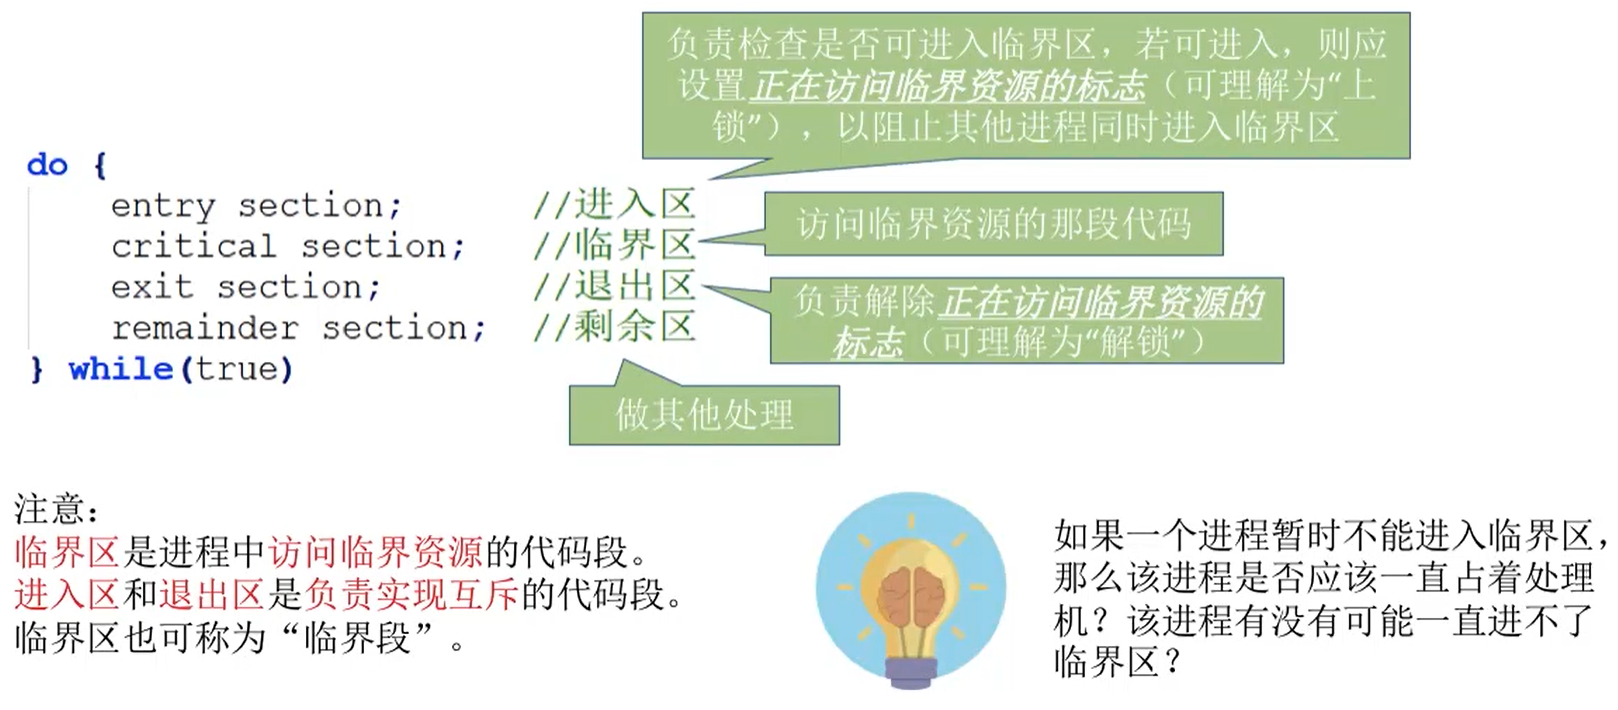 负责检查是否可进入临界区，若可进入，则应
设置正在访问临界资源的标志（可理解为“上
锁”），以阻止其他进程同时进入临界区
do {
entry section; //进入区
critical section; //临界区
exit section; //退出区
remainder section; //剩余区
} while(true)
访问临界资源的那段代码
负责解除正在访问临界资源的
标志（可理解为“解锁”）
做其他处理
注意：
临界区是进程中访问临界资源的代码段。
进入区和退出区是负责实现互斥的代码段。
临界区也可称为“临界段”。
如果一个进程暂时不能进入临界区，
那么该进程是否应该一直占着处理
机？该进程有没有可能一直进不了
临界区？